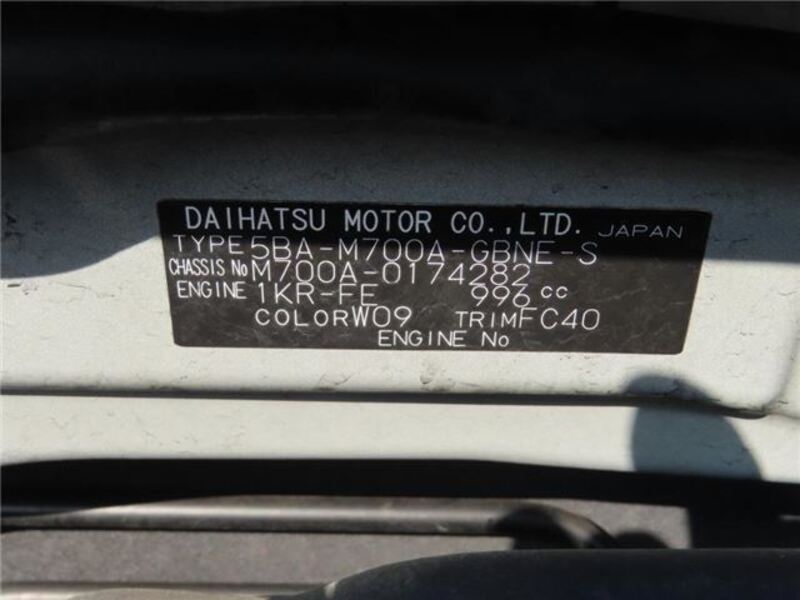 DAIHATSU MOTOR CO.,LTD. JAPAN
TYPE 5BA-M700A-GBNE-S
CHASSIS No M700A-0174282
ENGINE 1KR-FE 996 cc
COLOR W09 TRIM FC40
ENGINE No